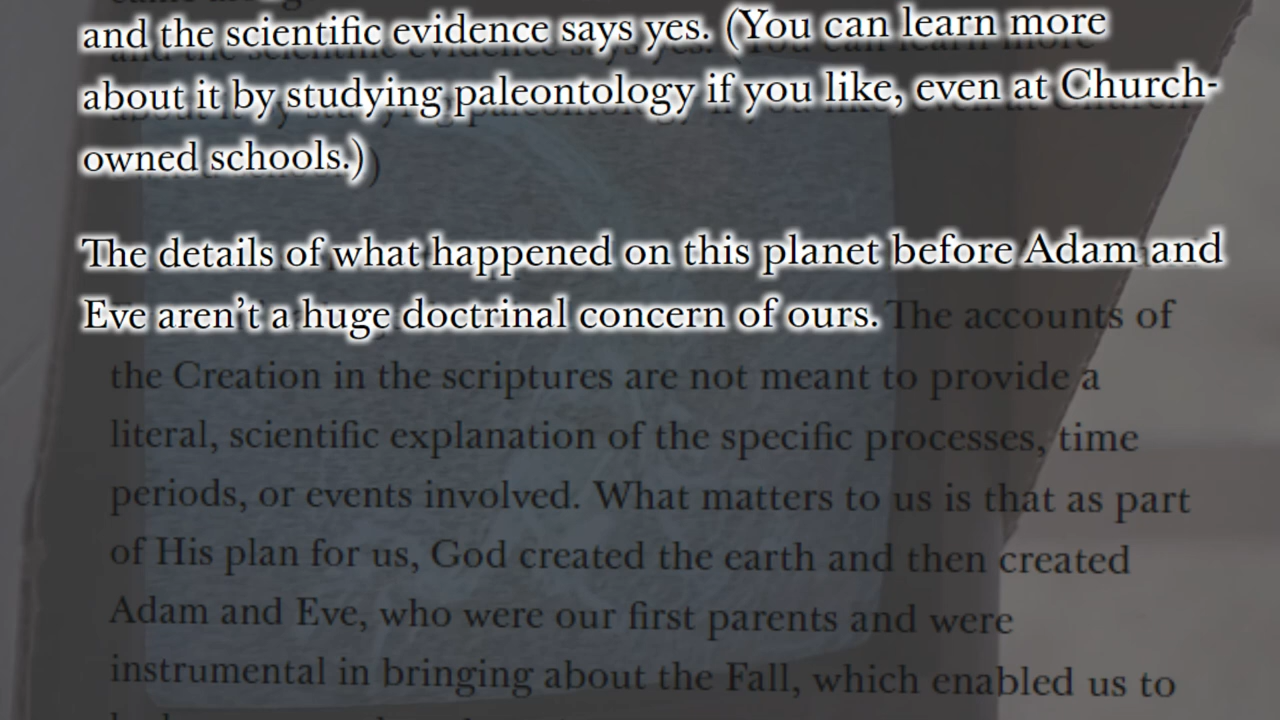 and the scientific evidence says yes. (You can learn more
about it by studying paleontology if you like, even at Church-
owned schools.)
The details of what happened on this planet before Adam and
Eve aren't a huge doctrinal concern of ours. The accounts of
the Creation in the scriptures are not meant to provide a
literal, scientific explanation of the specific processes, time
periods, or events involved. What matters to us is that as part
of His plan for us, God created the earth and then created
Adam and Eve, who were our first parents and were
instrumental in bringing about the Fall, which enabled us to